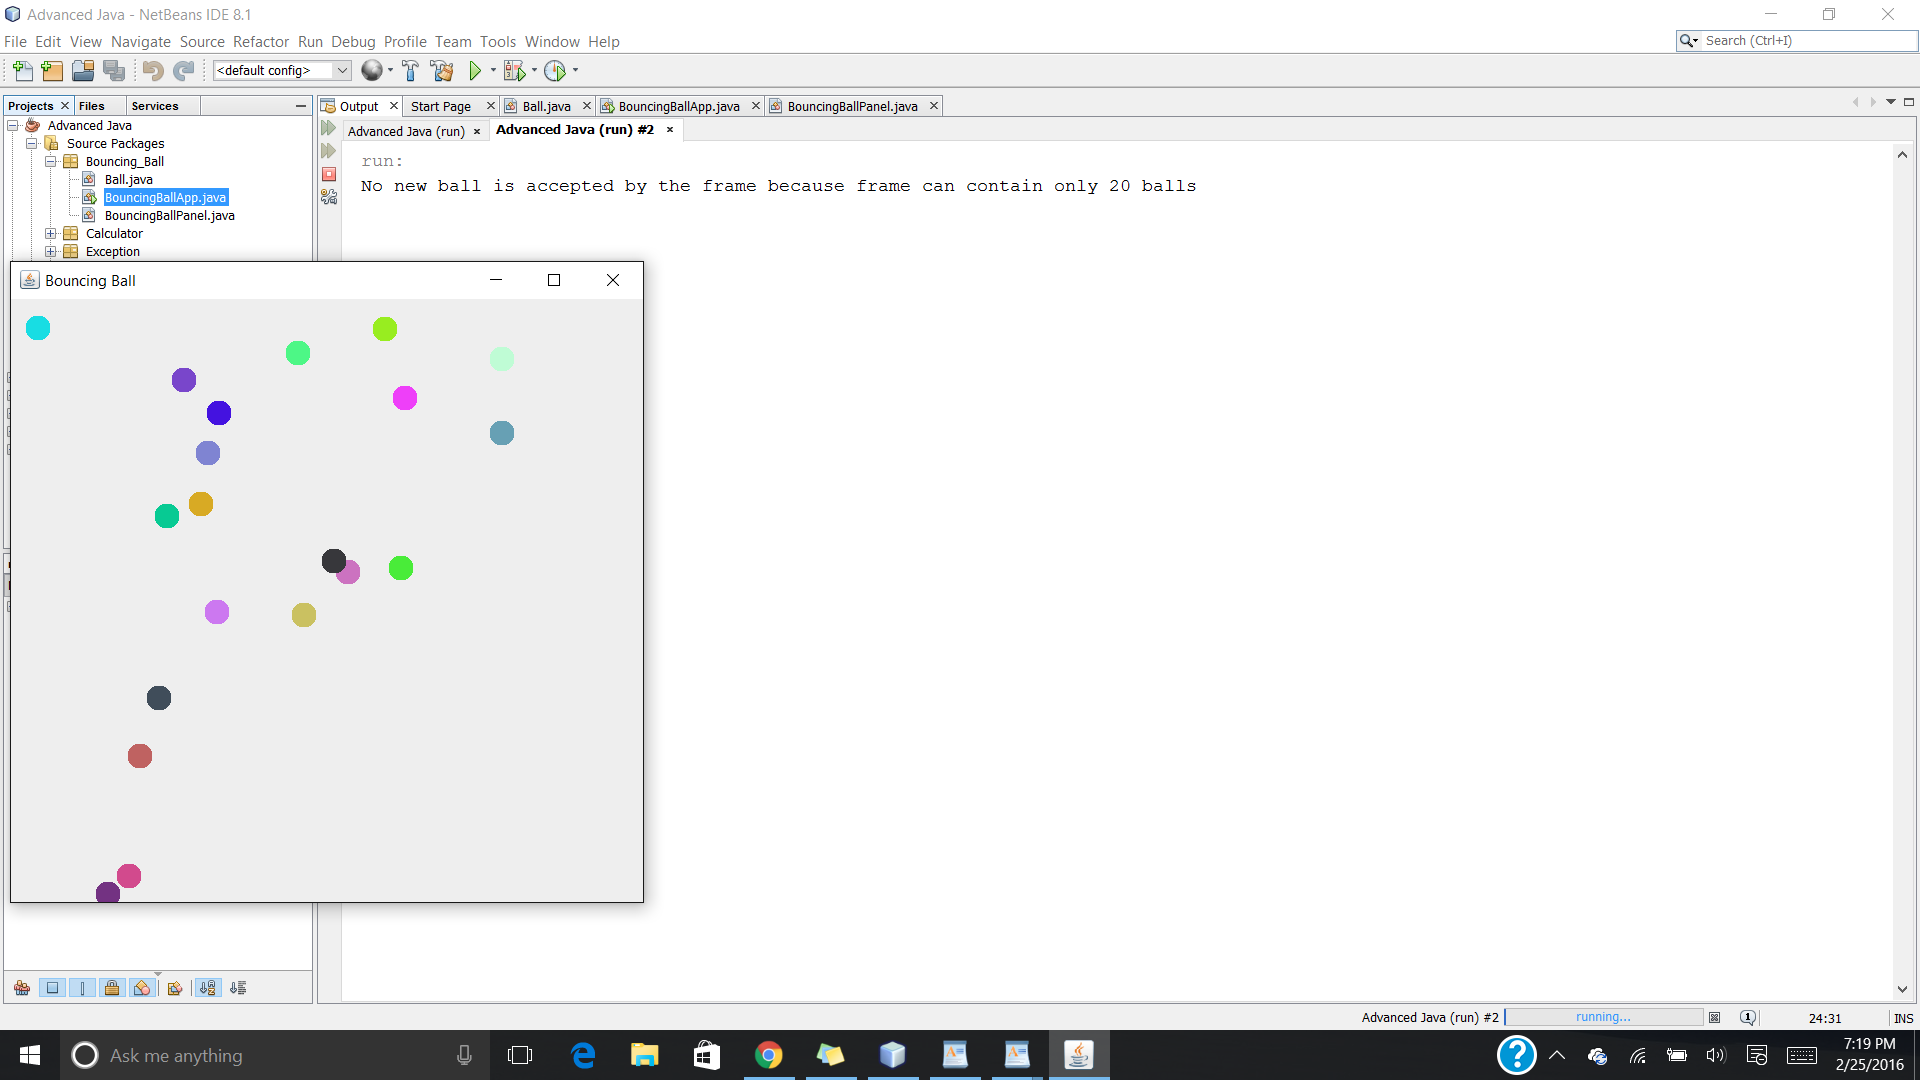 Advanced Java - NetBeans IDE 8.1
File Edit View Navigate Source Refactor Run Debug Profile Team Tools Window Help
Search (Ctrl+I)
<default config>
Projects Files Services
Output Start Page Ball.java BouncingBallApp.java BouncingBallPanel.java
Advanced Java (run) Advanced Java (run) #2
Advanced Java
Source Packages
Bouncing_Ball
Ball.java
BouncingBallApp.java
BouncingBallPanel.java
Calculator
Exception
run:
No new ball is accepted by the frame because frame can contain only 20 balls
Bouncing Ball
Advanced Java (run) #2 running... 1 24:31 INS
Ask me anything
7:19 PM
2/25/2016